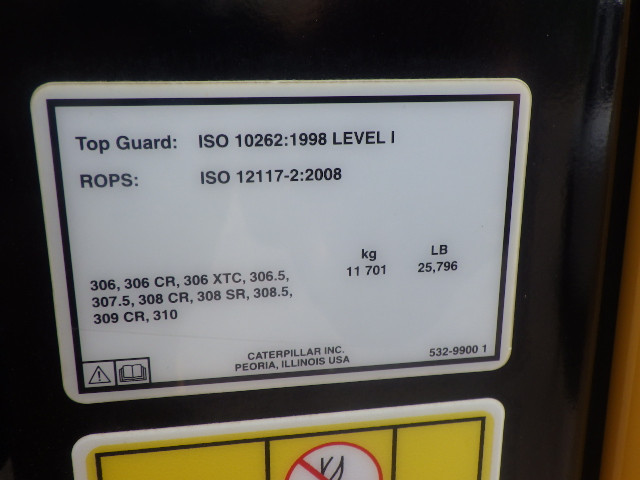 Top Guard: ISO 10262:1998 LEVEL I
ROPS: ISO 12117-2:2008
kg LB
11 701 25,796
306, 306 CR, 306 XTC, 306.5,
307.5, 308 CR, 308 SR, 308.5,
309 CR, 310
CATERPILLAR INC.
PEORIA, ILLINOIS USA
532-9900 1